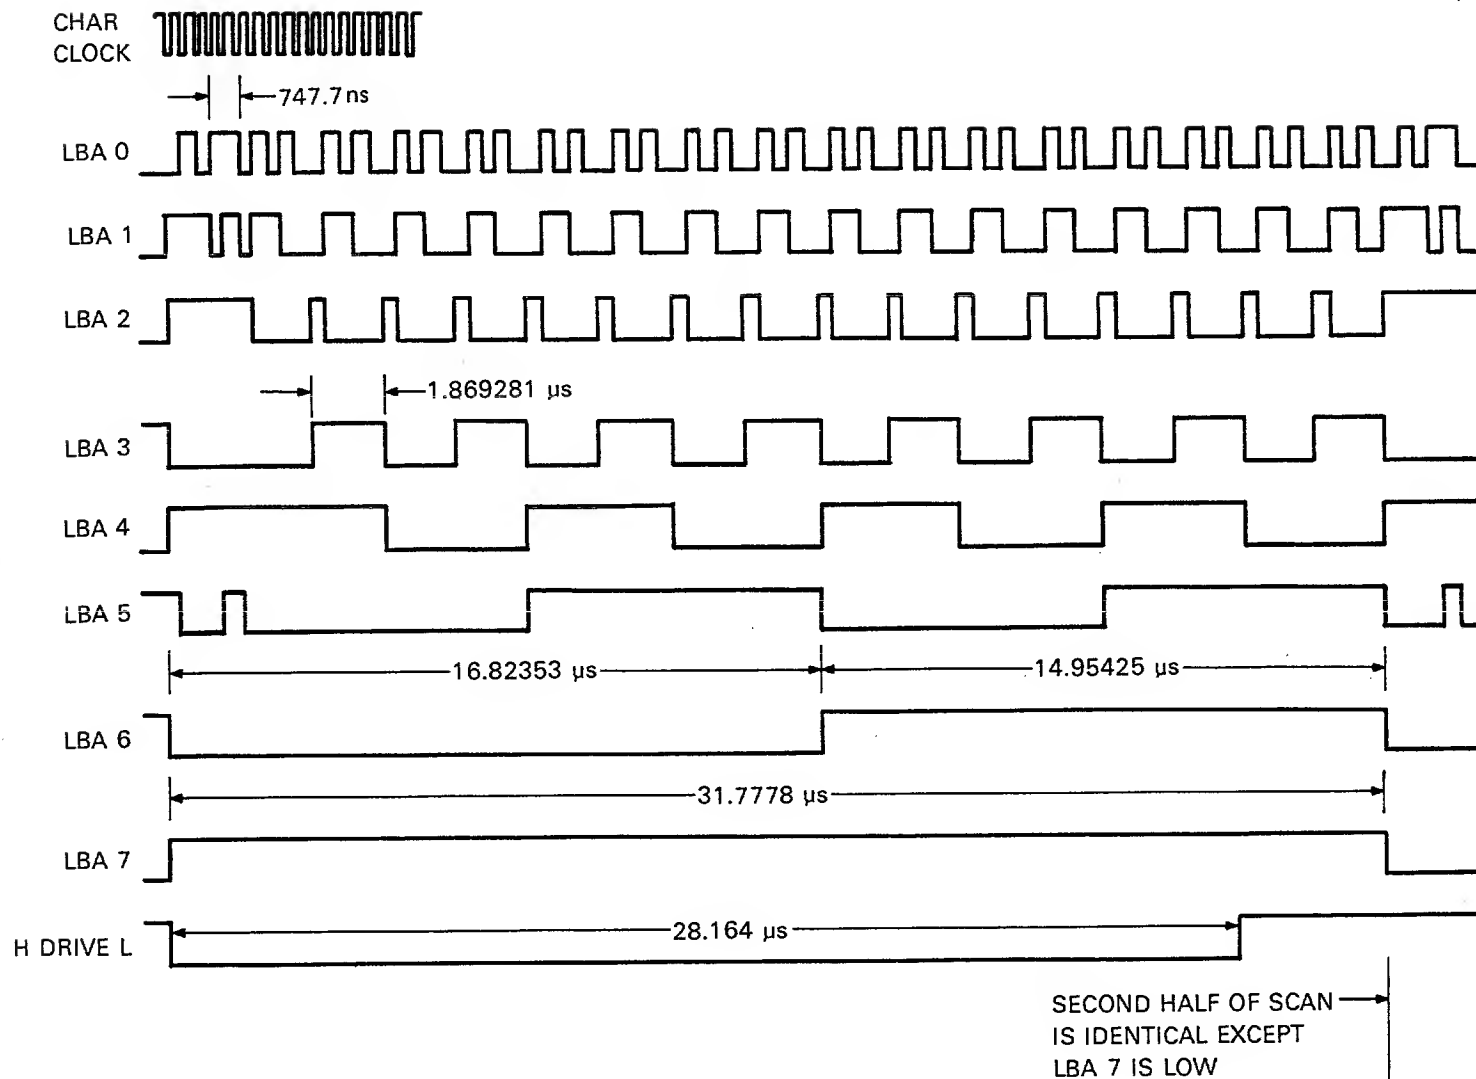 CHAR
CLOCK
747.7 ns
LBA 0
LBA 1
LBA 2
1.869281 µs
LBA 3
LBA 4
LBA 5
16.82353 µs
14.95425 µs
LBA 6
31.7778 µs
LBA 7
28.164 µs
H DRIVE L
SECOND HALF OF SCAN
IS IDENTICAL EXCEPT
LBA 7 IS LOW